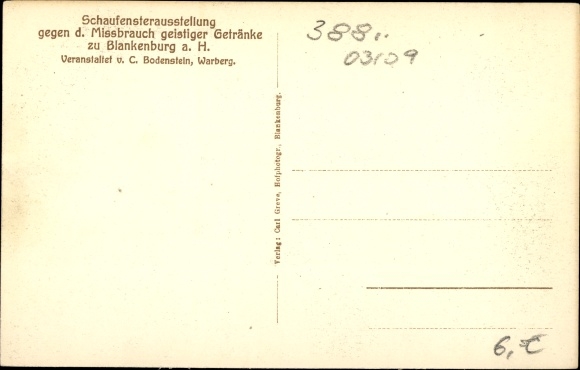 Schaufensterausstellung
gegen d. Missbrauch geistiger Getränke
zu Blankenburg a. H.
Veranstaltet v. C. Bodenstein, Warberg.
388,.
03109
Verlag: Carl Greve, Hofphotogr., Blankenburg.
6,-€